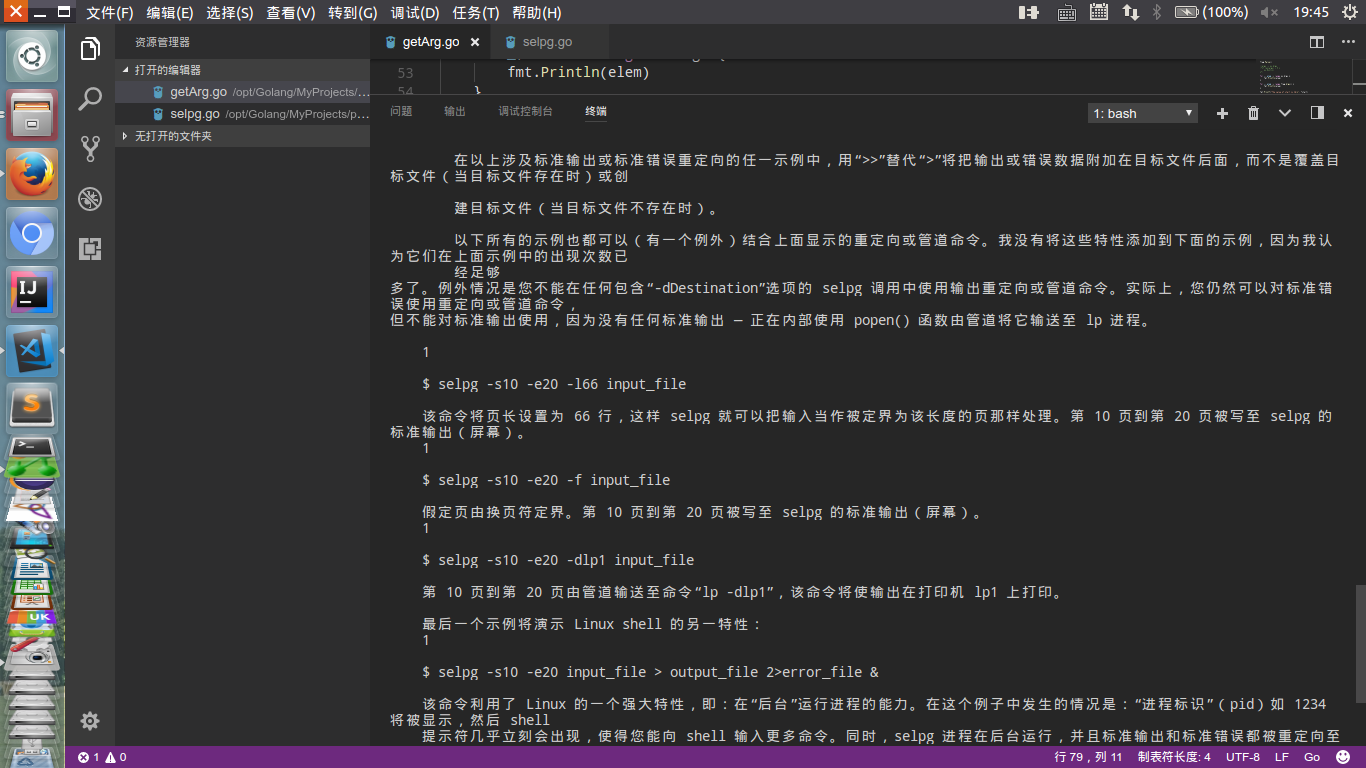 文件(F) 编辑(E) 选择(S) 查看(V) 转到(G) 调试(D) 任务(T) 帮助(H) (100%) 19:45
资源管理器
打开的编辑器
getArg.go /opt/Golang/MyProjects/...
selpg.go /opt/Golang/MyProjects/p...
无打开的文件夹
getArg.go × selpg.go
53 fmt.Println(elem)
54 }
问题 输出 调试控制台 终端 1: bash
在以上涉及标准输出或标准错误重定向的任一示例中，用“>>”替代“>”将把输出或错误数据附加在目标文件后面，而不是覆盖目
标文件（当目标文件存在时）或创
建目标文件（当目标文件不存在时）。
以下所有的示例也都可以（有一个例外）结合上面显示的重定向或管道命令。我没有将这些特性添加到下面的示例，因为我认
为它们在上面示例中的出现次数已
经足够
多了。例外情况是您不能在任何包含“-dDestination”选项的 selpg 调用中使用输出重定向或管道命令。实际上，您仍然可以对标准错
误使用重定向或管道命令，
但不能对标准输出使用，因为没有任何标准输出 — 正在内部使用 popen() 函数由管道将它输送至 lp 进程。
1
$ selpg -s10 -e20 -l66 input_file
该命令将页长设置为 66 行，这样 selpg 就可以把输入当作被定界为该长度的页那样处理。第 10 页到第 20 页被写至 selpg 的
标准输出（屏幕）。
1
$ selpg -s10 -e20 -f input_file
假定页由换页符定界。第 10 页到第 20 页被写至 selpg 的标准输出（屏幕）。
1
$ selpg -s10 -e20 -dlp1 input_file
第 10 页到第 20 页由管道输送至命令“lp -dlp1”，该命令将使输出在打印机 lp1 上打印。
最后一个示例将演示 Linux shell 的另一特性：
1
$ selpg -s10 -e20 input_file > output_file 2>error_file &
该命令利用了 Linux 的一个强大特性，即：在“后台”运行进程的能力。在这个例子中发生的情况是：“进程标识”（pid）如 1234
将被显示，然后 shell
提示符几乎立刻会出现，使得您能向 shell 输入更多命令。同时，selpg 进程在后台运行，并且标准输出和标准错误都被重定向至
1 0 行 79，列 11 制表符长度: 4 UTF-8 LF Go